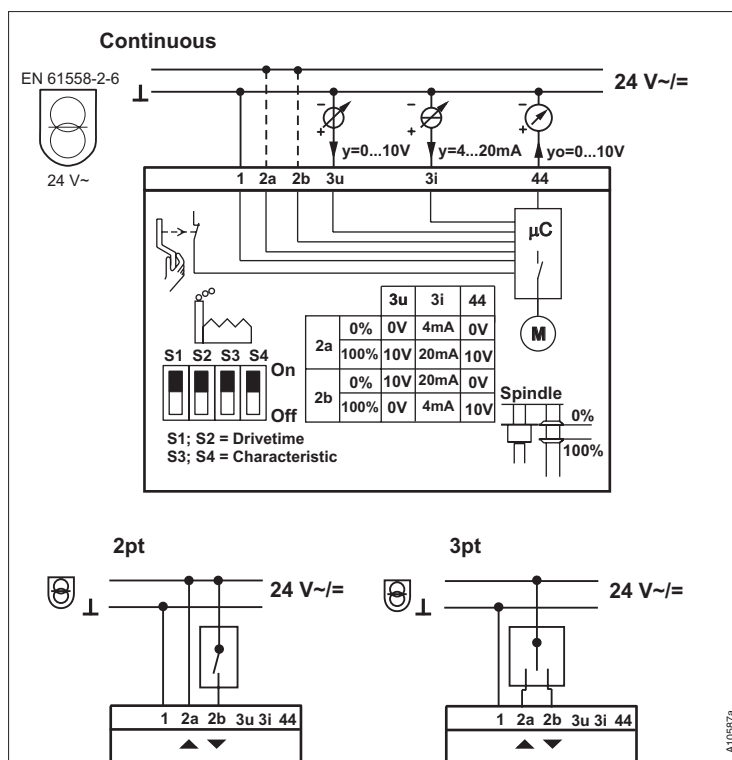 Continuous
EN 61558-2-6
24 V~/=
24 V~
⊥
− − −
+ + +
y=0...10V y=4...20mA yo=0...10V
1 2a 2b 3u 3i 44
µC
3u 3i 44
2a 0% 0V 4mA 0V
100% 10V 20mA 10V
2b 0% 10V 20mA 0V
100% 0V 4mA 10V
M
S1 S2 S3 S4
On
Off
S1; S2 = Drivetime
S3; S4 = Characteristic
Spindle
0%
100%
2pt
24 V~/=
⊥
1 2a 2b 3u 3i 44
▲ ▼
3pt
24 V~/=
⊥
1 2a 2b 3u 3i 44
▲ ▼
A10587a